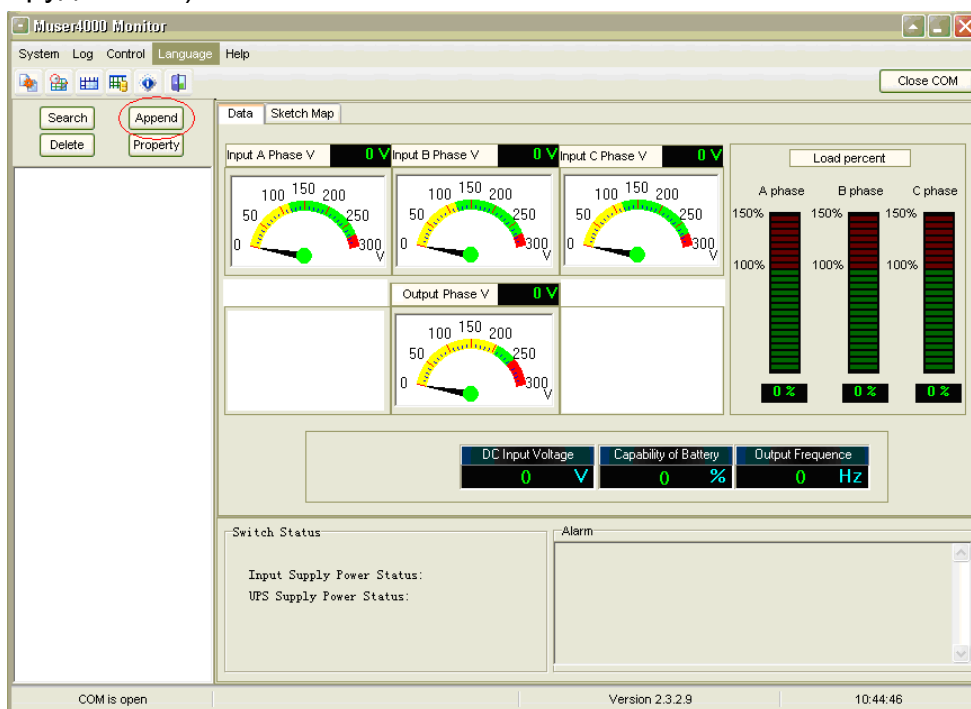 Muser4000 Monitor
System Log Control Language Help
Close COM
Search Append
Delete Property
Data Sketch Map
Input A Phase V 0 V Input B Phase V 0 V Input C Phase V 0 V
0 50 100 150 200 250 300 V
0 50 100 150 200 250 300 V
0 50 100 150 200 250 300 V
Output Phase V 0 V
0 50 100 150 200 250 300 V
Load percent
A phase B phase C phase
150% 150% 150%
100% 100% 100%
0 % 0 % 0 %
DC Input Voltage Capability of Battery Output Frequence
0 V 0 % 0 Hz
Switch Status
Input Supply Power Status:
UPS Supply Power Status:
Alarm
COM is open Version 2.3.2.9 10:44:46